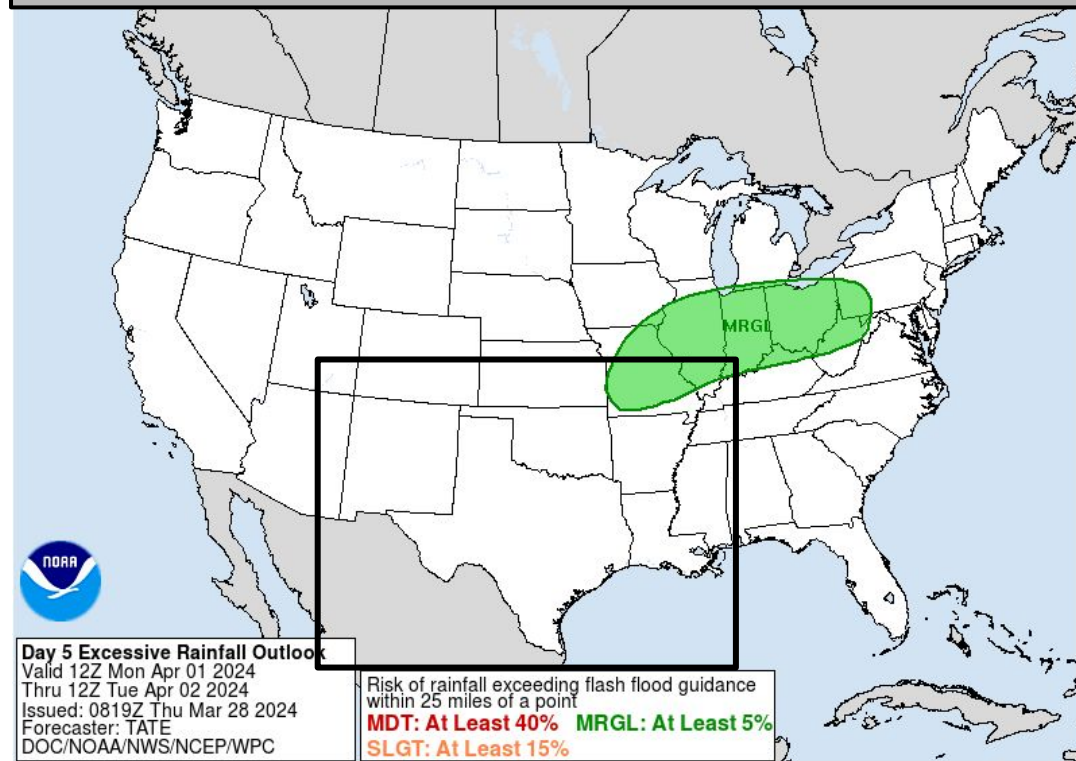 MRGL
NOAA
Day 5 Excessive Rainfall Outlook
Valid 12Z Mon Apr 01 2024
Thru 12Z Tue Apr 02 2024
Issued: 0819Z Thu Mar 28 2024
Forecaster: TATE
DOC/NOAA/NWS/NCEP/WPC
Risk of rainfall exceeding flash flood guidance
within 25 miles of a point
MDT: At Least 40% MRGL: At Least 5%
SLGT: At Least 15%